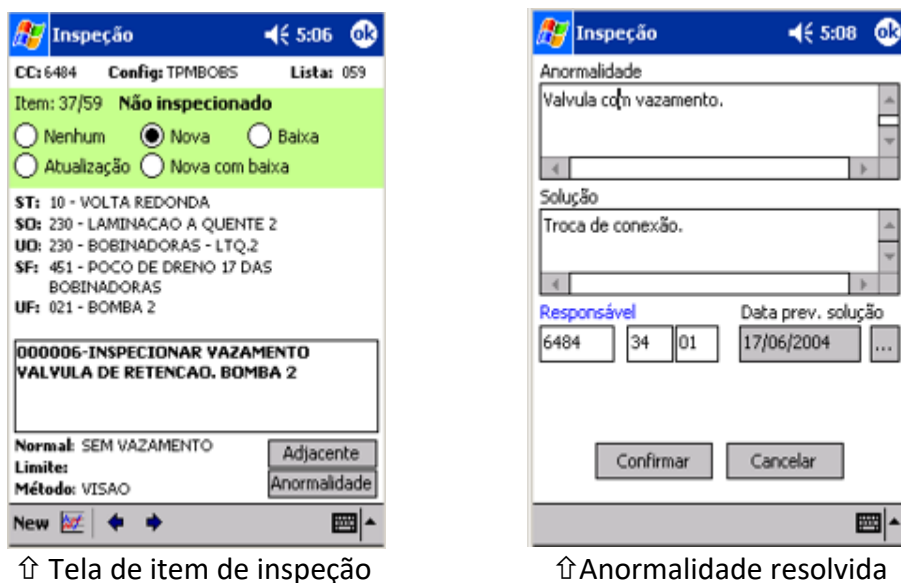 Inspeção 5:06 ok
CC: 6484 Config: TPMBOBS Lista: 059
Item: 37/59 Não inspecionado
Nenhum Nova Baixa
Atualização Nova com baixa
ST: 10 - VOLTA REDONDA
SO: 230 - LAMINACAO A QUENTE 2
UO: 230 - BOBINADORAS - LTQ.2
SF: 451 - POCO DE DRENO 17 DAS
BOBINADORAS
UF: 021 - BOMBA 2
000006-INSPECIONAR VAZAMENTO
VALVULA DE RETENCAO. BOMBA 2
Normal: SEM VAZAMENTO
Limite:
Método: VISAO
Adjacente
Anormalidade
New
⇧ Tela de item de inspeção
Inspeção 5:08 ok
Anormalidade
Valvula com vazamento.
Solução
Troca de conexão.
Responsável Data prev. solução
6484 34 01 17/06/2004 ...
Confirmar Cancelar
⇧Anormalidade resolvida